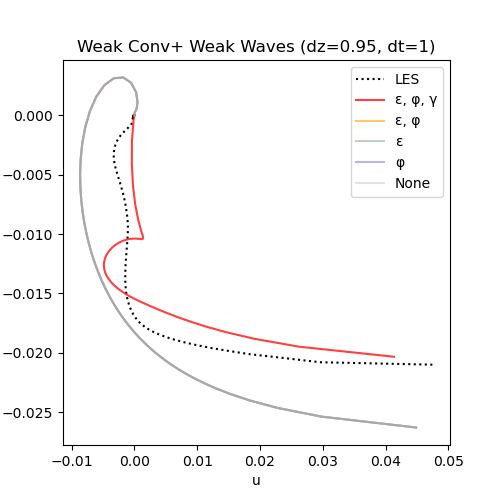 Weak Conv+ Weak Waves (dz=0.95, dt=1)
LES
ε, φ, γ
ε, φ
ε
φ
None
0.000
−0.005
−0.010
−0.015
−0.020
−0.025
−0.01 0.00 0.01 0.02 0.03 0.04 0.05
u